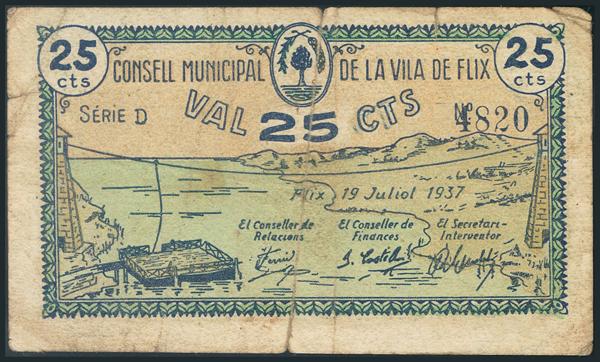 25 cts
25 cts
CONSELL MUNICIPAL DE LA VILA DE FLIX
SÉRIE D
VAL 25 CTS
Nº 4820
Flix, 19 Juliol 1937
El Conseller de Relacions
El Conseller de Finances
El Secretari-Interventor